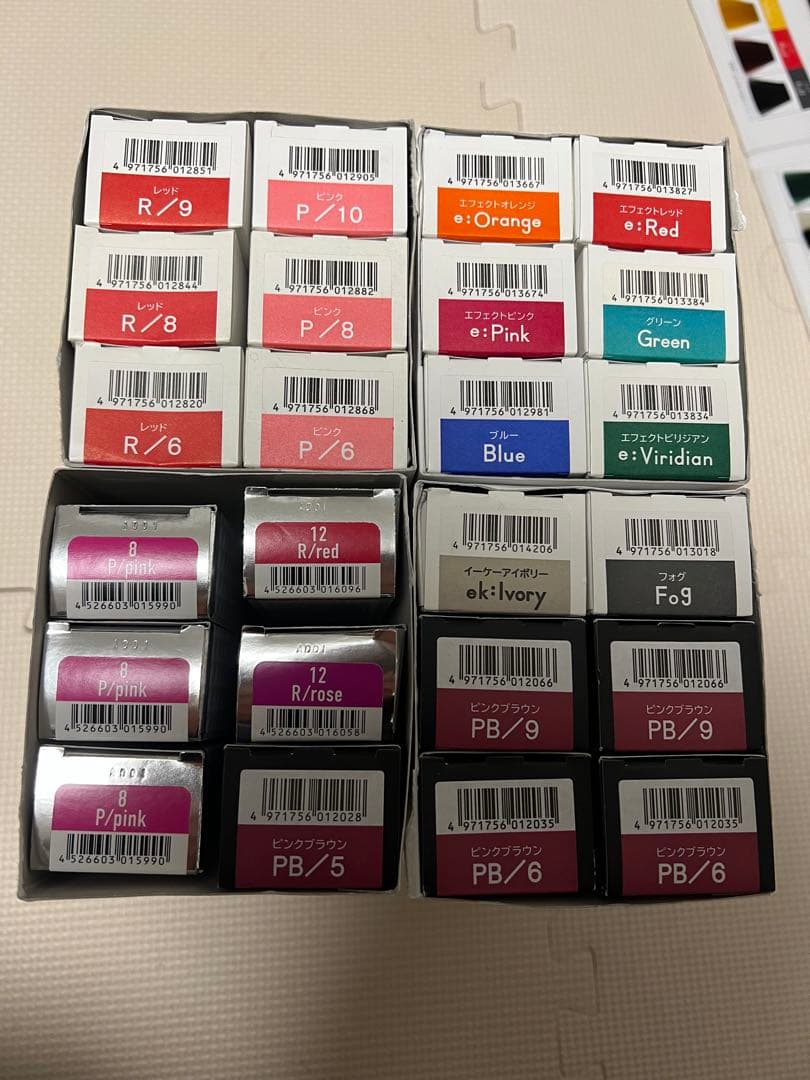 4 971756 012851
レッド
R/9
4 971756 012905
ピンク
P/10
4 971756 012844
レッド
R/8
4 971756 012882
ピンク
P/8
4 971756 012820
レッド
R/6
4 971756 012868
ピンク
P/6
4 971756 013667
エフェクトオレンジ
e:Orange
4 971756 013827
エフェクトレッド
e:Red
4 971756 013674
エフェクトピンク
e:Pink
4 971756 013384
グリーン
Green
4 971756 012981
ブルー
Blue
4 971756 013834
エフェクトビリジアン
e:Viridian
8
P/pink
4 526603 015990
12
R/red
4 526603 016096
8
P/pink
4 526603 015990
12
R/rose
4 526603 016058
8
P/pink
4 526603 015990
4 971756 012028
ピンクブラウン
PB/5
4 971756 014206
イーケーアイボリー
ek:Ivory
4 971756 013018
フォグ
Fog
4 971756 012066
ピンクブラウン
PB/9
4 971756 012066
ピンクブラウン
PB/9
4 971756 012035
ピンクブラウン
PB/6
4 971756 012035
ピンクブラウン
PB/6